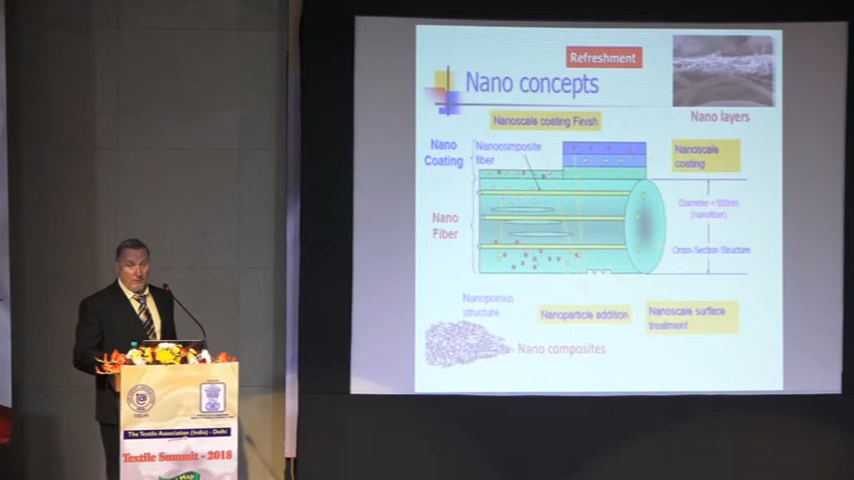 Refreshment
Nano concepts
Nano layers
Nanoscale coating Finish
Nano
Coating
Nanocomposite
fiber
Nanoscale
coating
Diameter < 500nm
(nanofiber)
Nano
Fiber
Cross-Section Structure
Nanoporous
structure
Nanoparticle addition
Nanoscale surface
treatment
Nano composites
The Textile Association (India) - Delhi
Textile Summit - 2018
Map